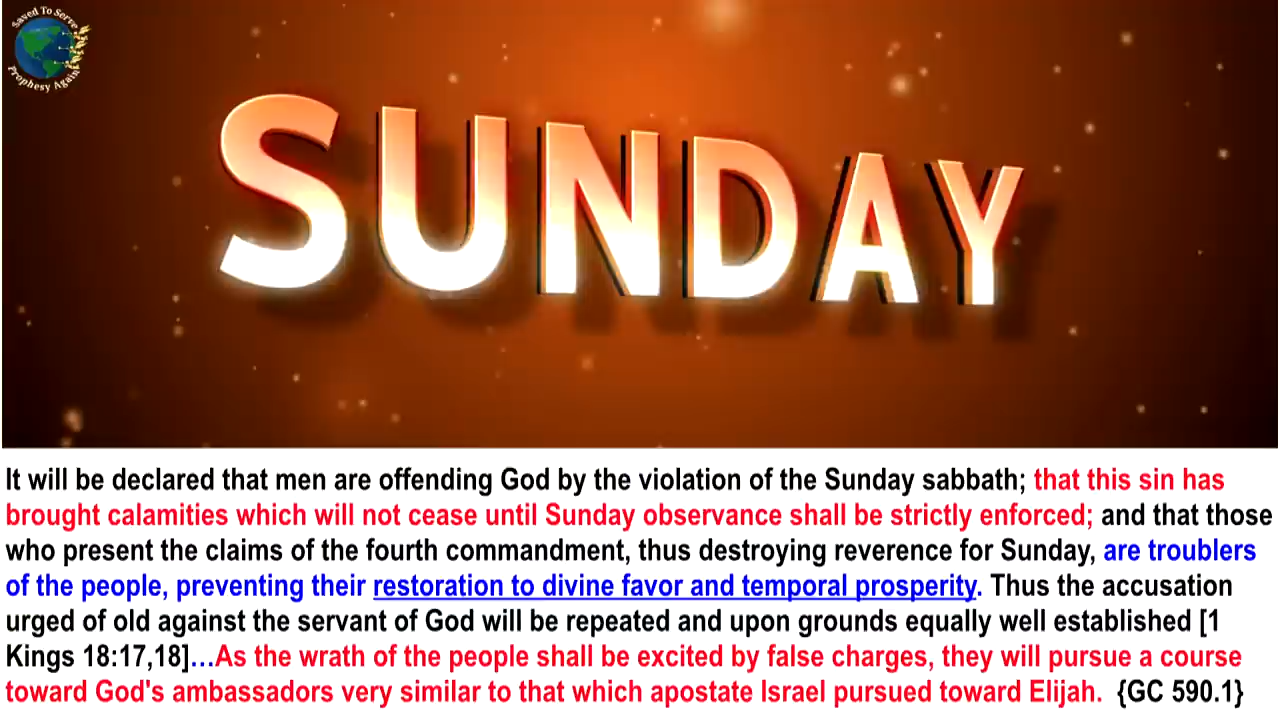 Saved To Serve
Prophesy Again
SUNDAY
It will be declared that men are offending God by the violation of the Sunday sabbath; that this sin has
brought calamities which will not cease until Sunday observance shall be strictly enforced; and that those
who present the claims of the fourth commandment, thus destroying reverence for Sunday, are troublers
of the people, preventing their restoration to divine favor and temporal prosperity. Thus the accusation
urged of old against the servant of God will be repeated and upon grounds equally well established [1
Kings 18:17,18]…As the wrath of the people shall be excited by false charges, they will pursue a course
toward God's ambassadors very similar to that which apostate Israel pursued toward Elijah. {GC 590.1}